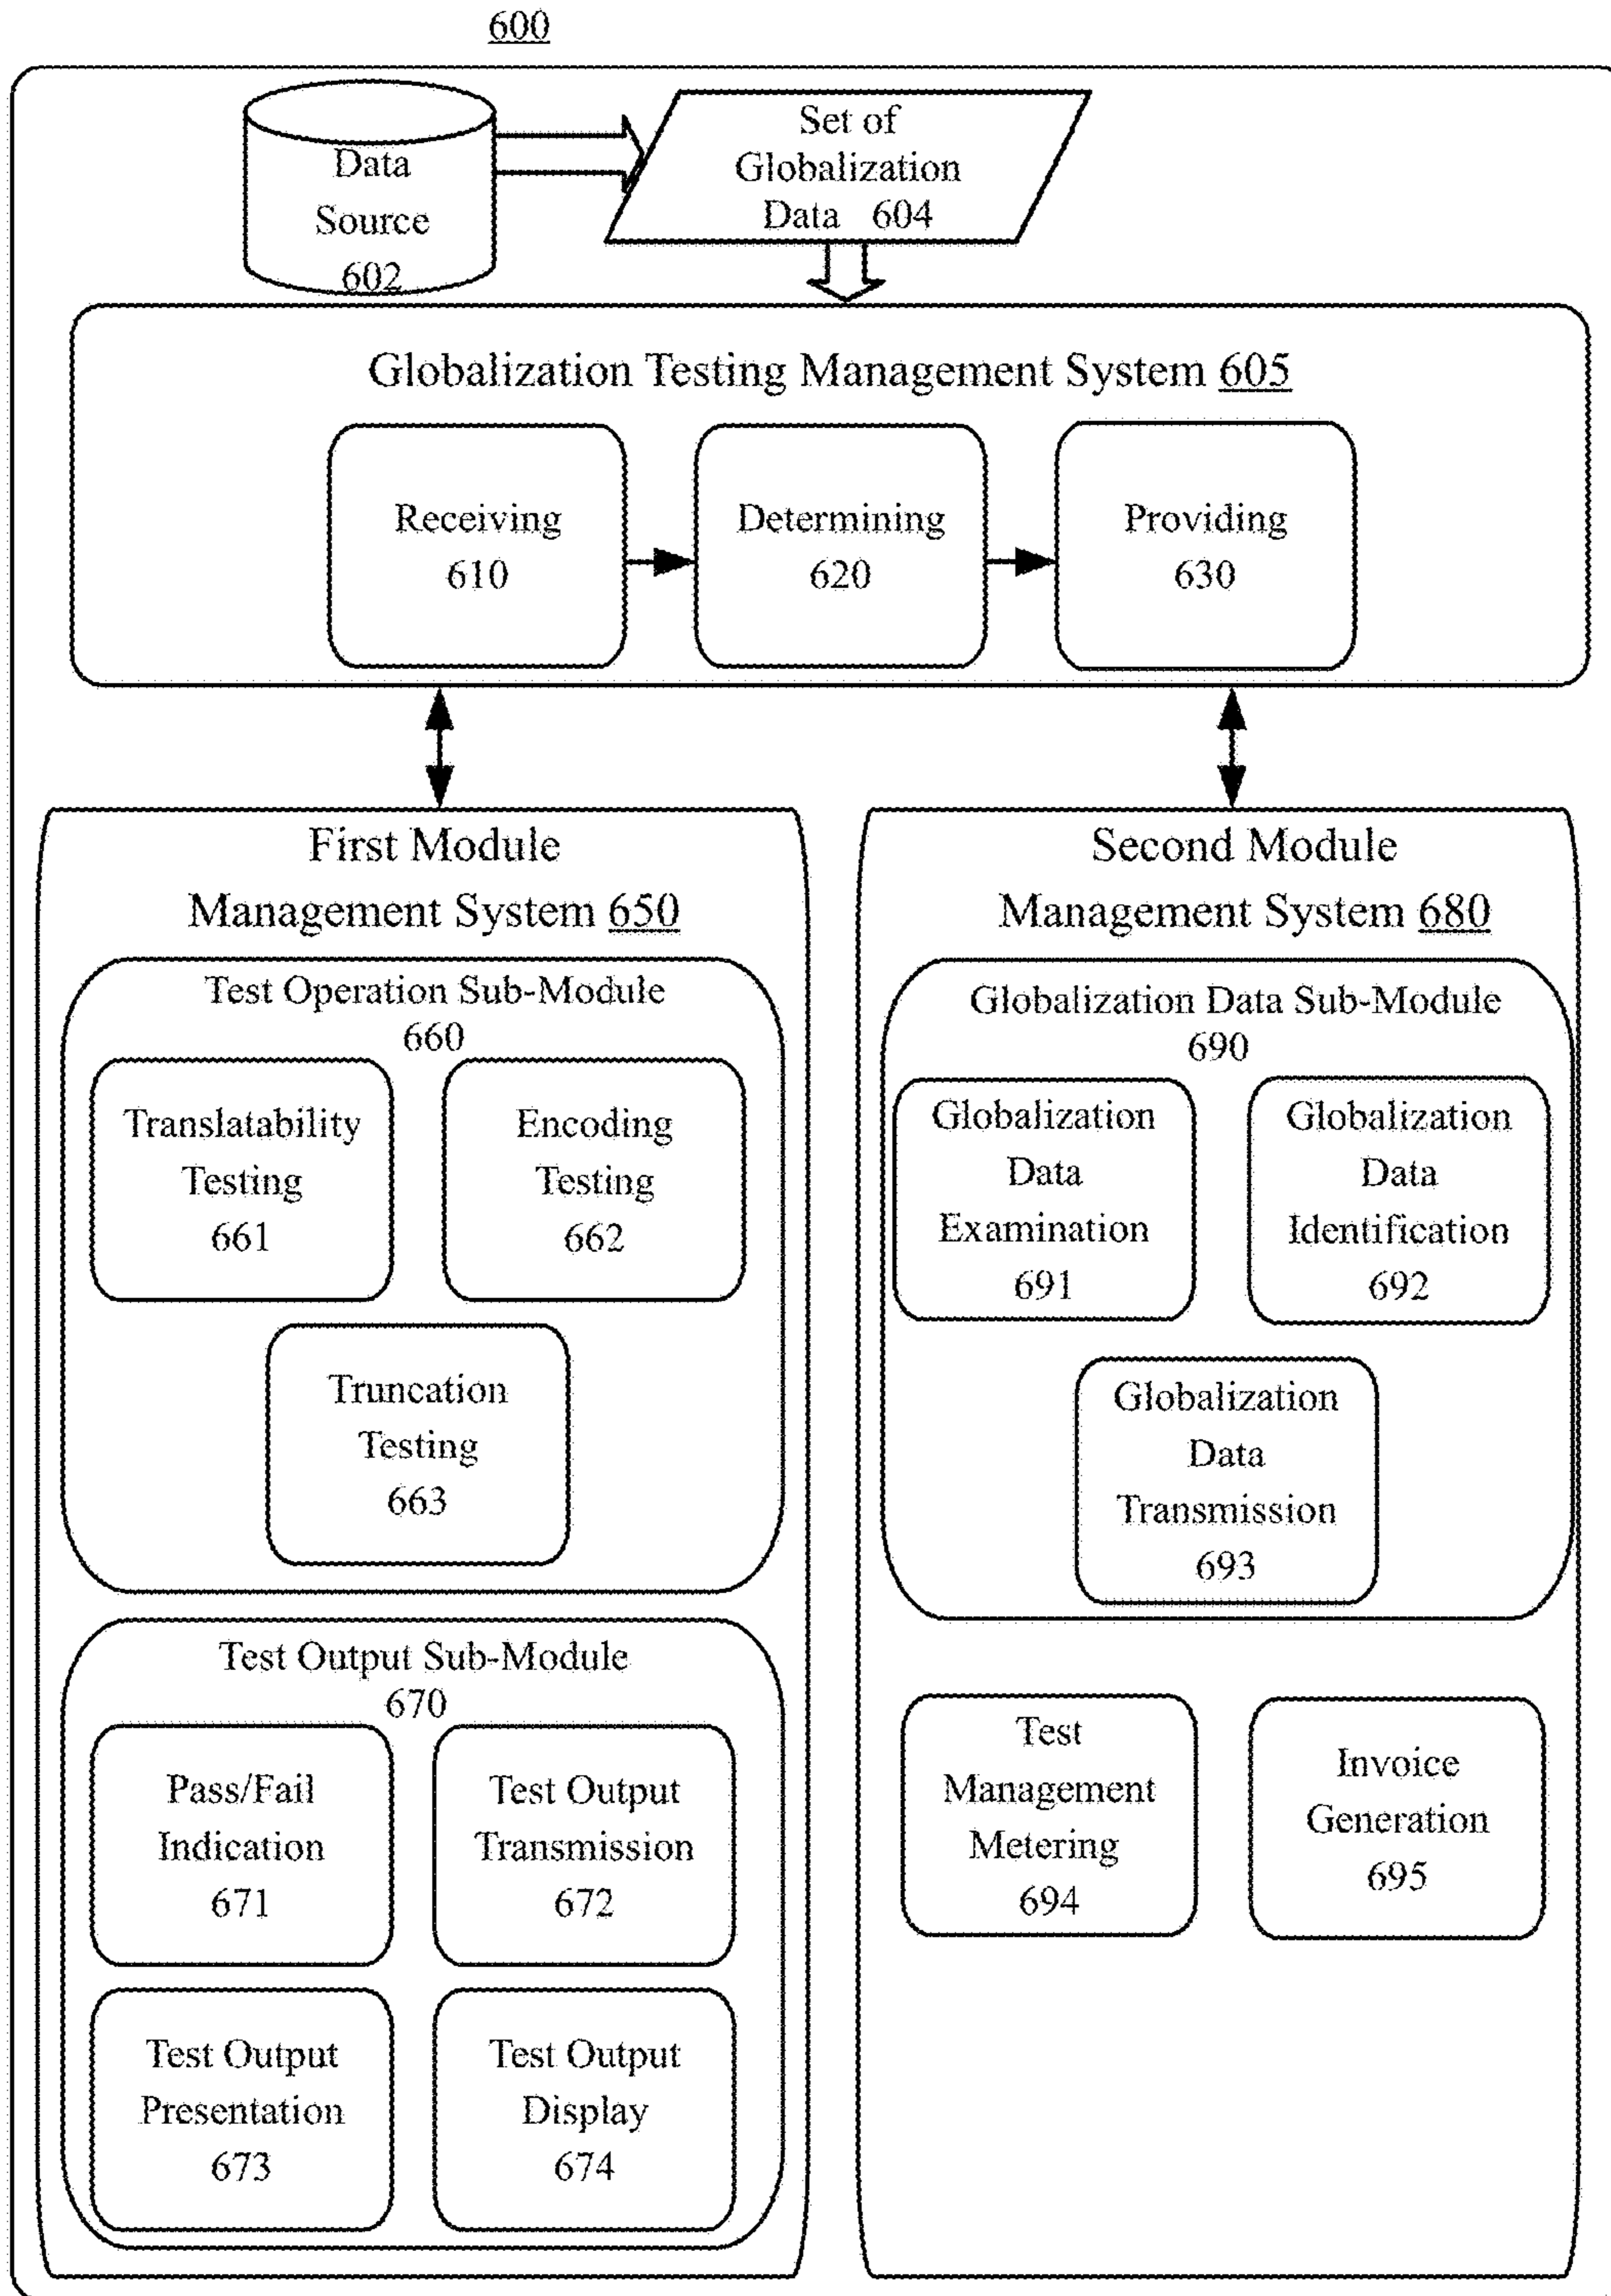 600
Data
Source
602
Set of
Globalization
Data 604
Globalization Testing Management System 605
Receiving
610
Determining
620
Providing
630
First Module
Management System 650
Test Operation Sub-Module
660
Translatability
Testing
661
Encoding
Testing
662
Truncation
Testing
663
Test Output Sub-Module
670
Pass/Fail
Indication
671
Test Output
Transmission
672
Test Output
Presentation
673
Test Output
Display
674
Second Module
Management System 680
Globalization Data Sub-Module
690
Globalization
Data
Examination
691
Globalization
Data
Identification
692
Globalization
Data
Transmission
693
Test
Management
Metering
694
Invoice
Generation
695